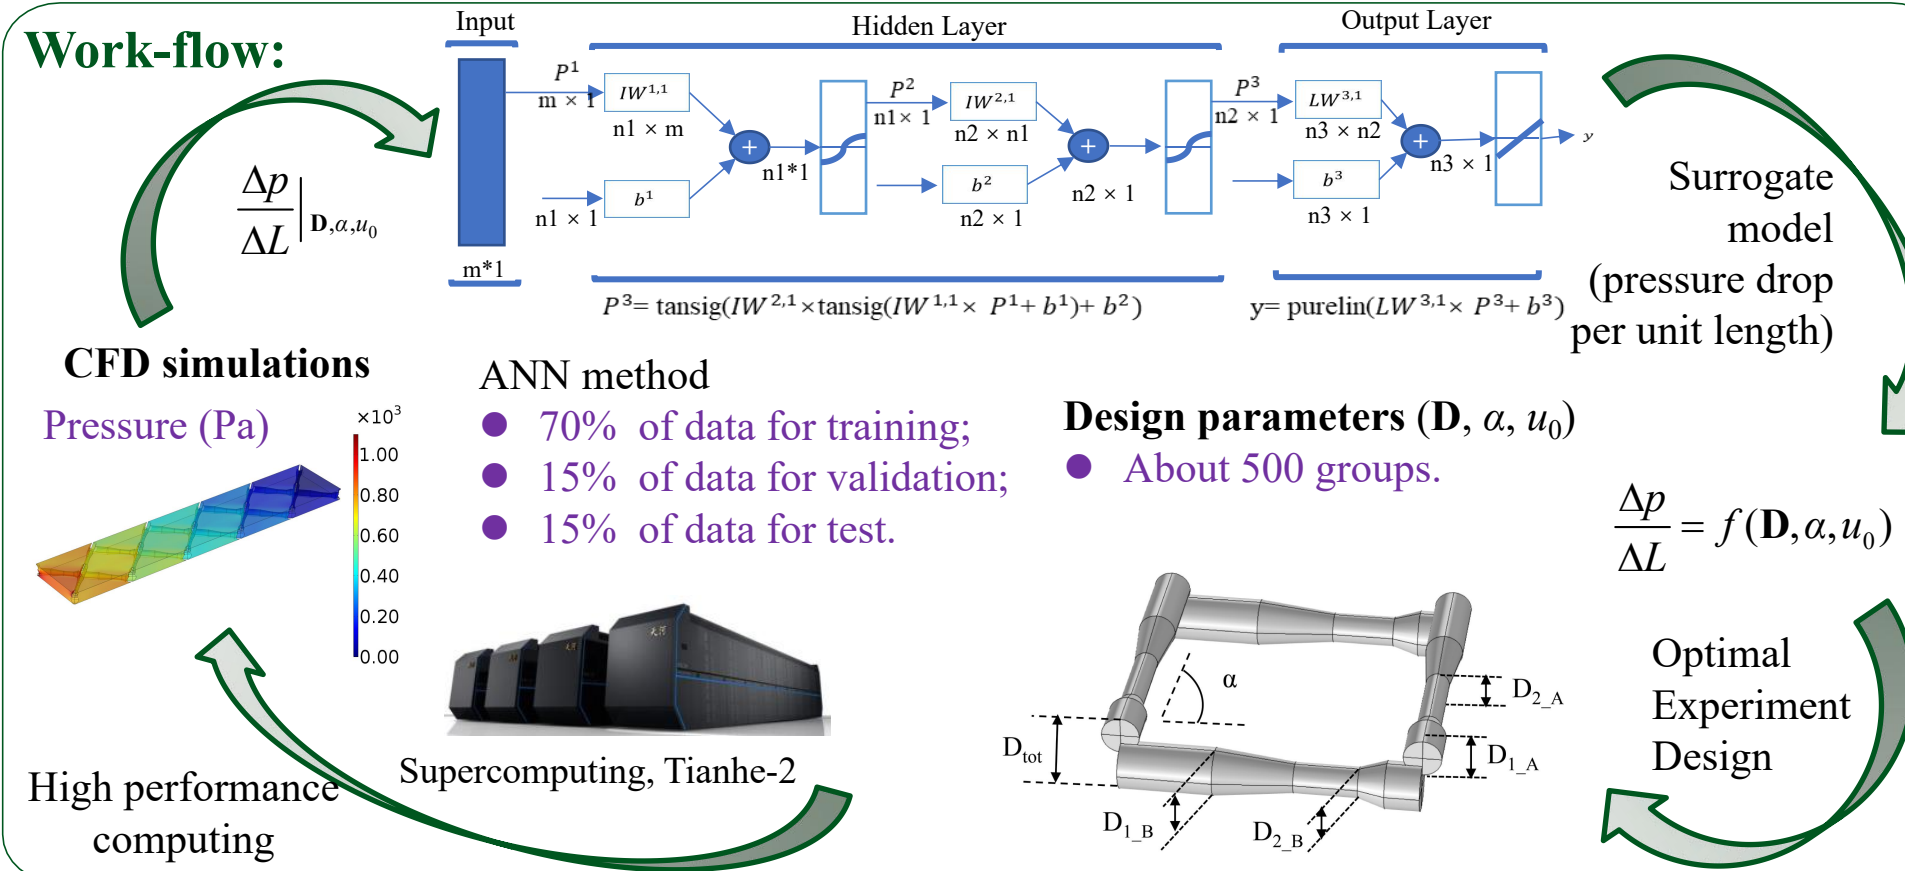 Work-flow:
Input
Hidden Layer
Output Layer
P¹
m × 1
IW¹·¹
n1 × m
+
n1*1
n1 × 1
b¹
P²
n1× 1
IW²·¹
n2 × n1
+
b²
n2 × 1
n2 × 1
P³
n2 × 1
LW³·¹
n3 × n2
+
n3 × 1
b³
n3 × 1
y
m*1
P³= tansig(IW²·¹×tansig(IW¹·¹× P¹+ b¹)+ b²)
y= purelin(LW³·¹× P³+ b³)
Δp/ΔL|D,α,u₀
Surrogate
model
(pressure drop
per unit length)
CFD simulations
Pressure (Pa)
×10³
1.00
0.80
0.60
0.40
0.20
0.00
ANN method
● 70% of data for training;
● 15% of data for validation;
● 15% of data for test.
Design parameters (D, α, u₀)
● About 500 groups.
Δp/ΔL = f(D,α,u₀)
Optimal
Experiment
Design
α
D₂_A
D₁_A
Dtot
D₁_B
D₂_B
Supercomputing, Tianhe-2
High performance
computing